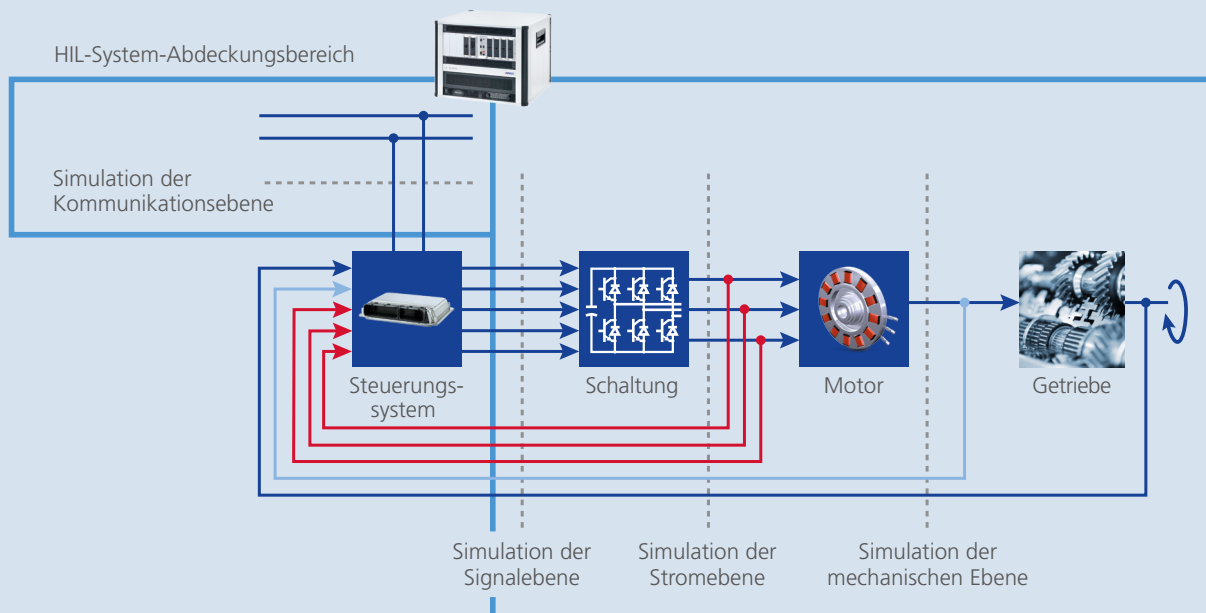 HIL-System-Abdeckungsbereich
Simulation der
Kommunikationsebene
Steuerungs-
system
Schaltung
Motor
Getriebe
Simulation der
Signalebene
Simulation der
Stromebene
Simulation der
mechanischen Ebene